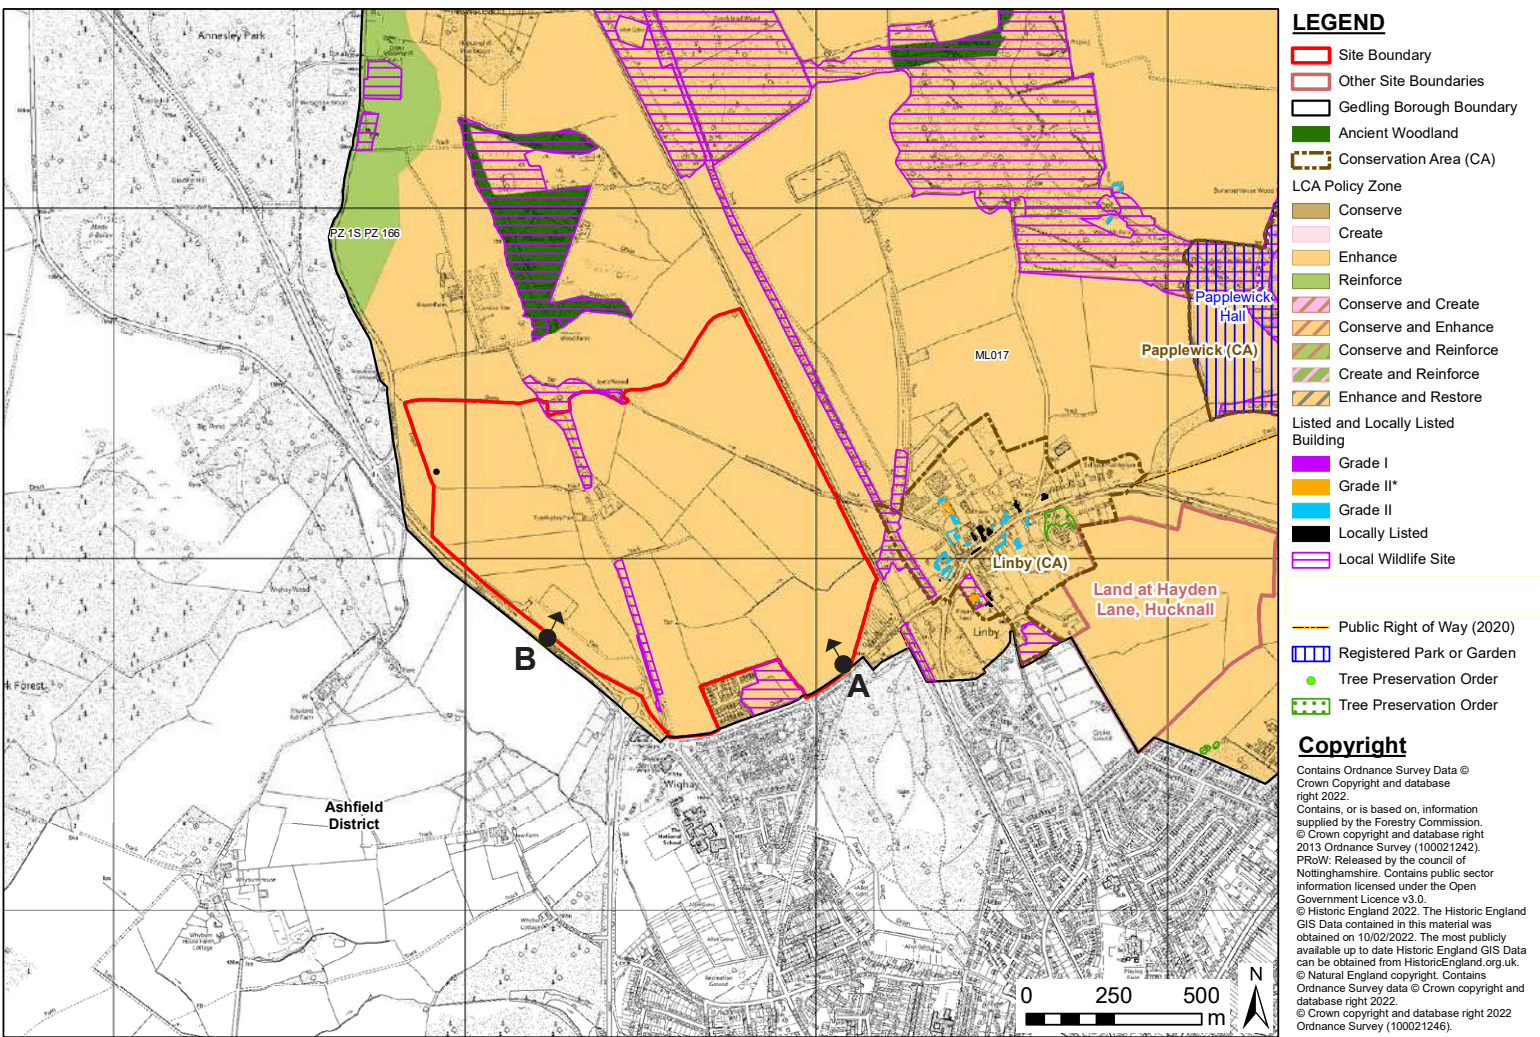 Annesley Park
PZ 1S PZ 166
Papplewick
Hall
Papplewick (CA)
ML017
Linby (CA)
Land at Hayden
Lane, Hucknall
Linby
B
A
Wighay
The
National
School
Ashfield
District
0 250 500
m
N
LEGEND
Site Boundary
Other Site Boundaries
Gedling Borough Boundary
Ancient Woodland
Conservation Area (CA)
LCA Policy Zone
Conserve
Create
Enhance
Reinforce
Conserve and Create
Conserve and Enhance
Conserve and Reinforce
Create and Reinforce
Enhance and Restore
Listed and Locally Listed
Building
Grade I
Grade II*
Grade II
Locally Listed
Local Wildlife Site
Public Right of Way (2020)
Registered Park or Garden
Tree Preservation Order
Tree Preservation Order
Copyright
Contains Ordnance Survey Data ©
Crown Copyright and database
right 2022.
Contains, or is based on, information
supplied by the Forestry Commission.
© Crown copyright and database right
2013 Ordnance Survey (100021242).
PRoW: Released by the council of
Nottinghamshire. Contains public sector
information licensed under the Open
Government Licence v3.0.
© Historic England 2022. The Historic England
GIS Data contained in this material was
obtained on 10/02/2022. The most publicly
available up to date Historic England GIS Data
can be obtained from HistoricEngland.org.uk.
© Natural England copyright. Contains
Ordnance Survey data © Crown copyright and
database right 2022.
© Crown copyright and database right 2022
Ordnance Survey (100021246).